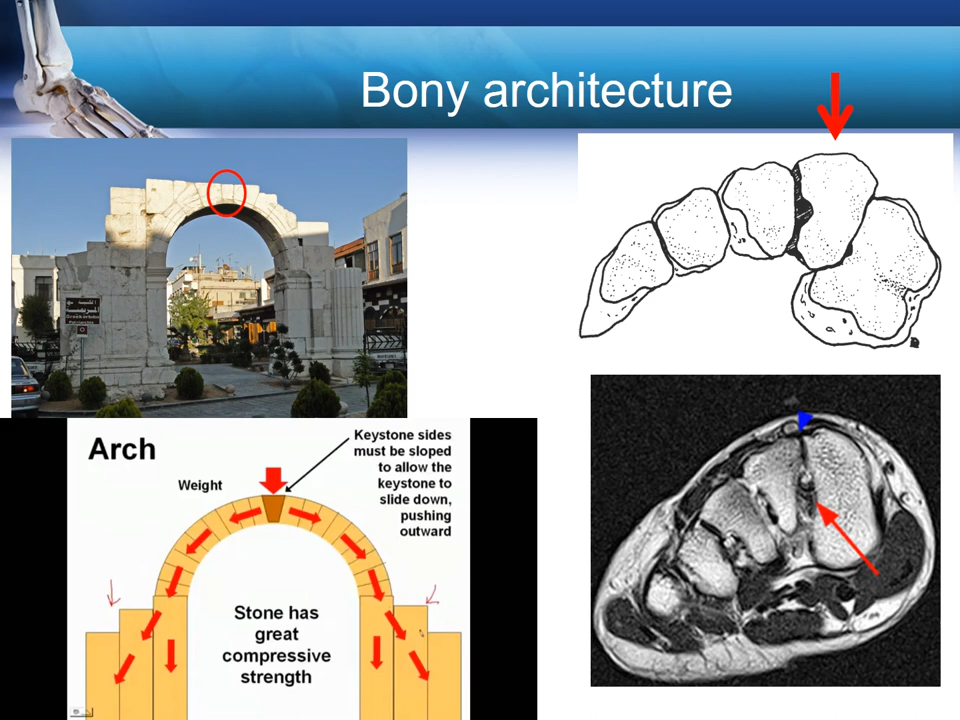 Bony architecture
Arch
Weight
Keystone sides
must be sloped
to allow the
keystone to
slide down,
pushing
outward
Stone has
great
compressive
strength